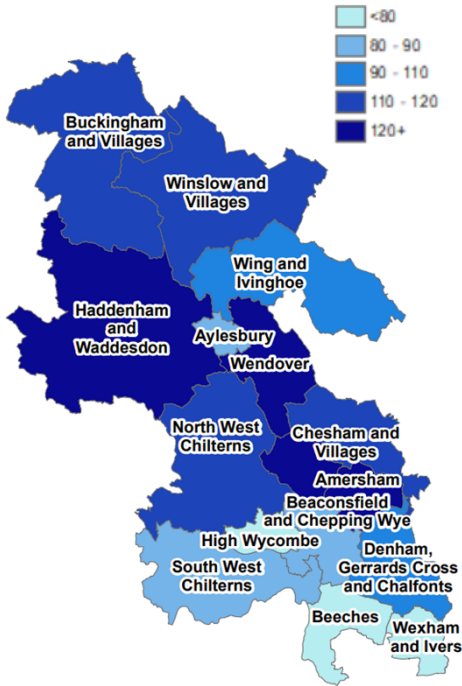 <80
80 - 90
90 - 110
110 - 120
120+
Buckingham
and Villages
Winslow and
Villages
Wing and
Ivinghoe
Haddenham
and
Waddesdon
Aylesbury
Wendover
North West
Chilterns
Chesham and
Villages
Amersham
Beaconsfield
and Chepping Wye
High Wycombe
Denham,
Gerrards Cross
and Chalfonts
South West
Chilterns
Beeches
Wexham
and Ivers